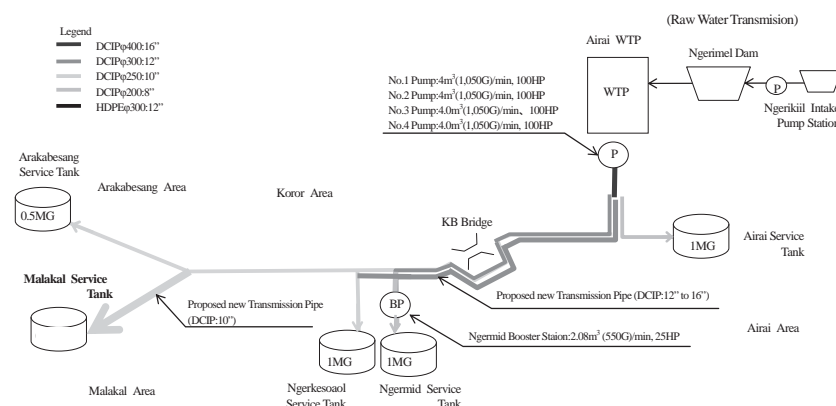 (Raw Water Transmision)
Legend
DCIPφ400:16”
DCIPφ300:12”
DCIPφ250:10”
DCIPφ200:8”
HDPEφ300:12”
Airai WTP
WTP
Ngerimel Dam
P
Ngerikiil Intake
Pump Station
No.1 Pump:4m³(1,050G)/min, 100HP
No.2 Pump:4m³(1,050G)/min, 100HP
No.3 Pump:4.0m³(1,050G)/min、100HP
No.4 Pump:4.0m³(1,050G)/min, 100HP
P
Arakabesang
Service Tank
0.5MG
Arakabesang Area
Koror Area
KB Bridge
1MG
Airai Service
Tank
Malakal Service
Tank
Proposed new Transmission Pipe
(DCIP:10”)
Proposed new Transmission Pipe (DCIP:12” to 16”)
BP
Ngermid Booster Staion:2.08m³ (550G)/min, 25HP
Airai Area
1MG
1MG
Malakal Area
Ngerkesoaol
Service Tank
Ngermid Service
Tank